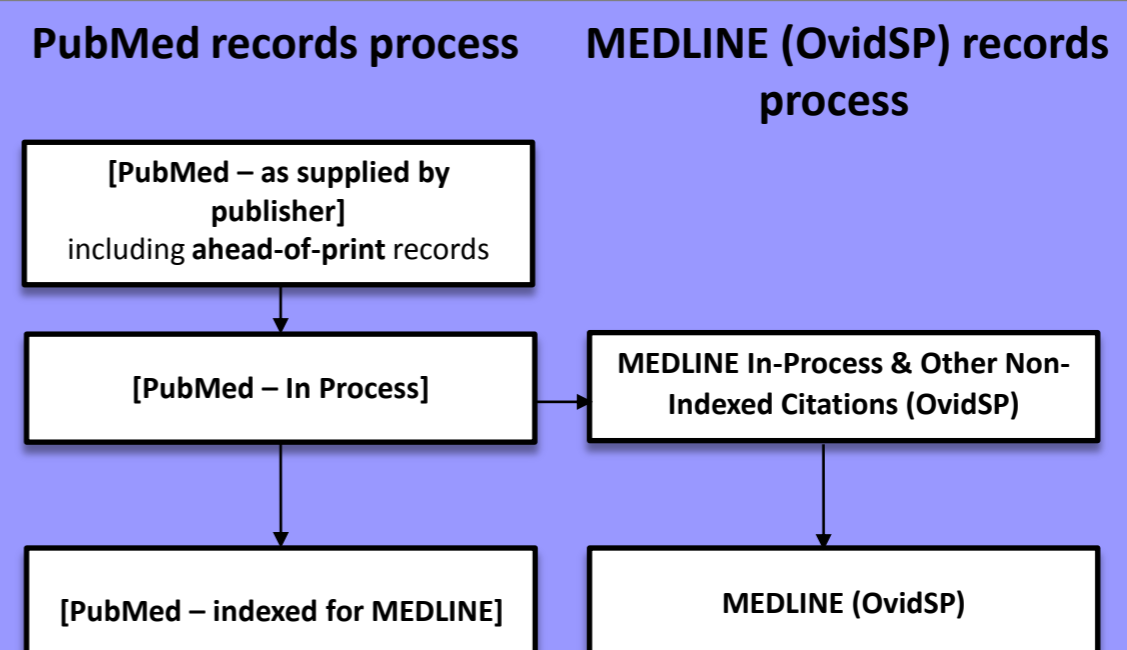 PubMed records process
MEDLINE (OvidSP) records
process
[PubMed – as supplied by
publisher]
including ahead-of-print records
[PubMed – In Process]
MEDLINE In-Process & Other Non-
Indexed Citations (OvidSP)
[PubMed – indexed for MEDLINE]
MEDLINE (OvidSP)